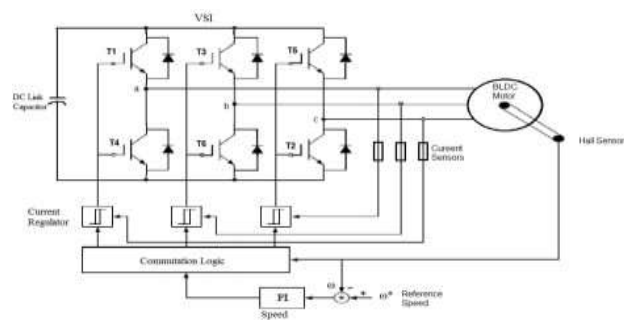 VSI
T1
T3
T5
DC Link
Capacitor
a
b
c
BLDC
Motor
Hall Sensor
T4
T6
T2
Current
Sensors
Current
Regulator
Commutation Logic
ω
−
+
ω*
Reference
Speed
PI
Speed